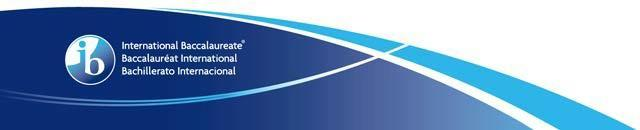 ib
International Baccalaureate®
Baccalauréat International
Bachillerato Internacional